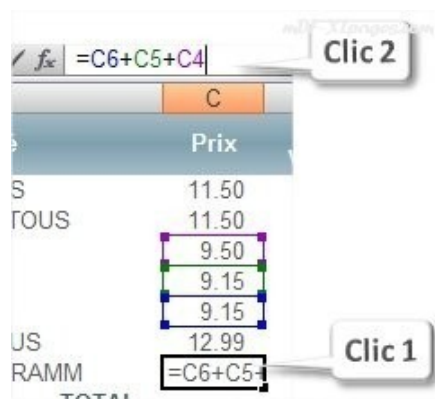 fx =C6+C5+C4
Clic 2
C
é Prix
S 11.50
TOUS 11.50
9.50
9.15
9.15
US 12.99
RAMM =C6+C5+
Clic 1
TOTAL